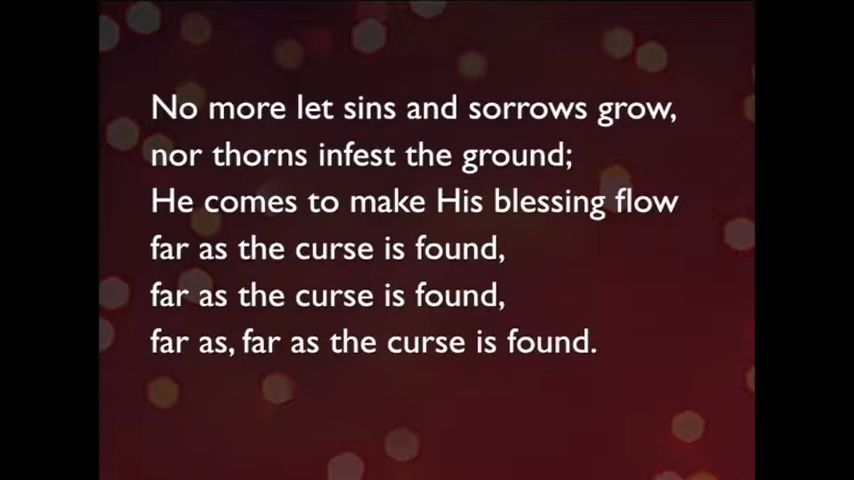 No more let sins and sorrows grow,
nor thorns infest the ground;
He comes to make His blessing flow
far as the curse is found,
far as the curse is found,
far as, far as the curse is found.